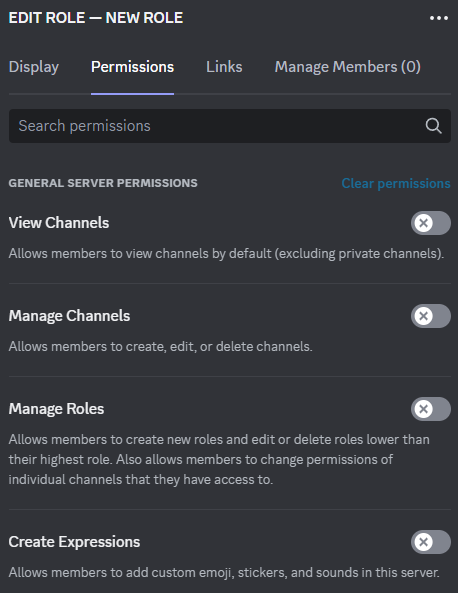 EDIT ROLE — NEW ROLE
Display Permissions Links Manage Members (0)
Search permissions
GENERAL SERVER PERMISSIONS Clear permissions
View Channels
Allows members to view channels by default (excluding private channels).
Manage Channels
Allows members to create, edit, or delete channels.
Manage Roles
Allows members to create new roles and edit or delete roles lower than
their highest role. Also allows members to change permissions of
individual channels that they have access to.
Create Expressions
Allows members to add custom emoji, stickers, and sounds in this server.